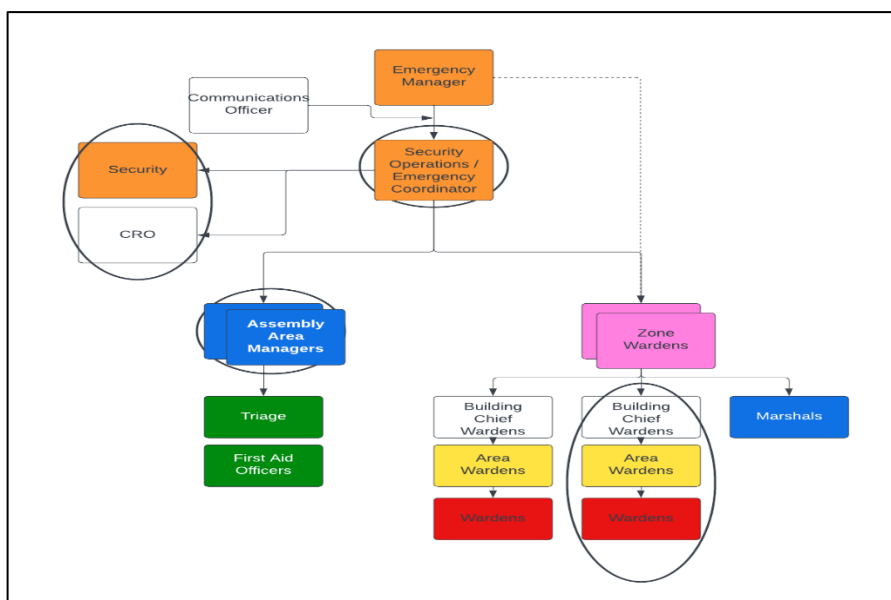 Emergency
Manager
Communications
Officer
Security
Operations /
Emergency
Coordinator
Security
CRO
Assembly
Area
Managers
Zone
Wardens
Triage
First Aid
Officers
Building
Chief
Wardens
Area
Wardens
Wardens
Building
Chief
Wardens
Area
Wardens
Wardens
Marshals